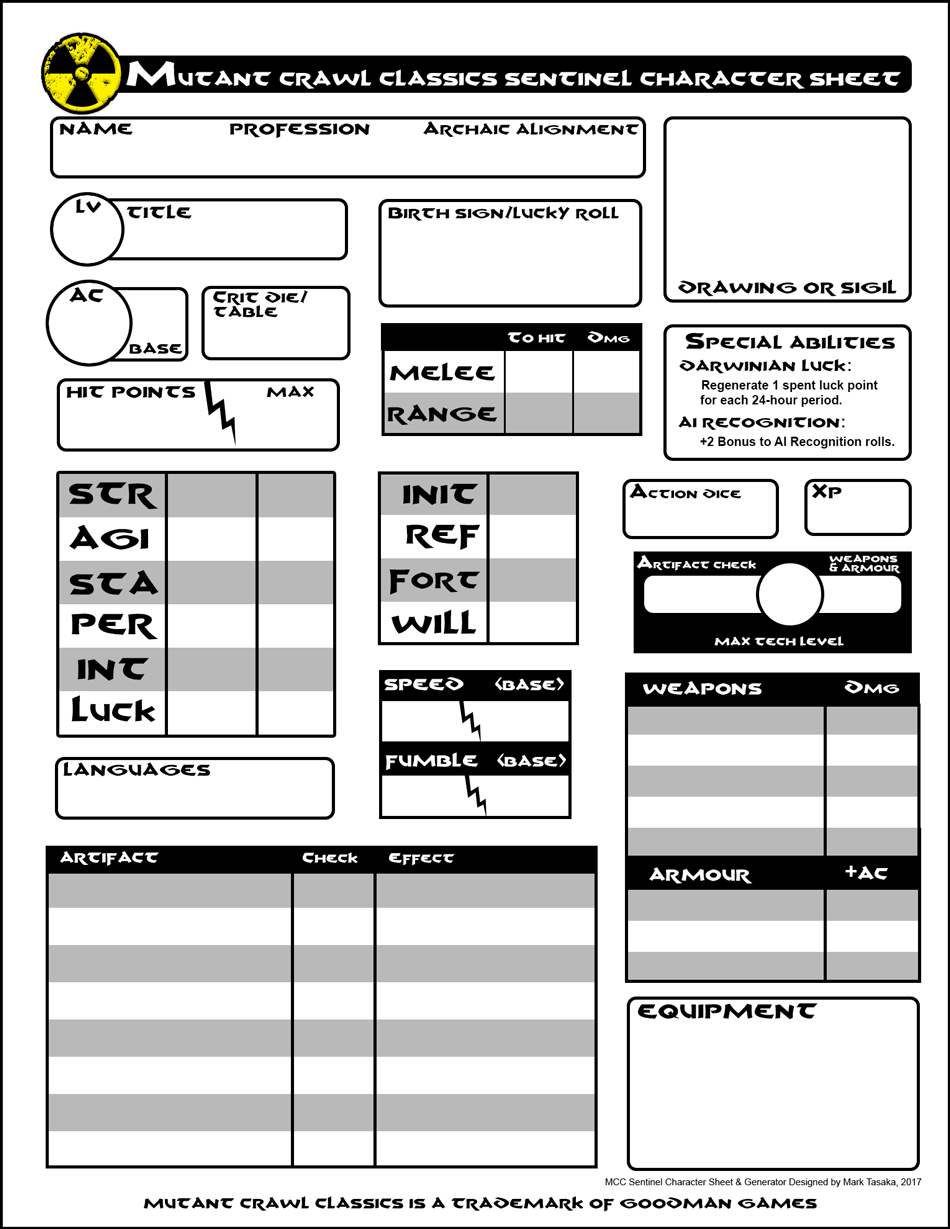 Mutant Crawl Classics Sentinel Character Sheet
Name Profession Archaic Alignment
LV Title
Birth Sign/Lucky Roll
Drawing or Sigil
AC
Base
Crit Die/
Table
To Hit Dmg
Melee
Range
Hit Points Max
Special Abilities
Darwinian Luck:
Regenerate 1 spent luck point
for each 24-hour period.
AI Recognition:
+2 Bonus to AI Recognition rolls.
STR
AGI
STA
PER
INT
Luck
INIT
REF
Fort
Will
Action Dice
XP
Artifact Check
Weapons
& Armour
Max Tech Level
Speed <Base>
Fumble <Base>
Languages
Weapons Dmg
Armour +AC
Artifact Check Effect
Equipment
MCC Sentinel Character Sheet & Generator Designed by Mark Tasaka, 2017
Mutant Crawl Classics is a trademark of Goodman Games